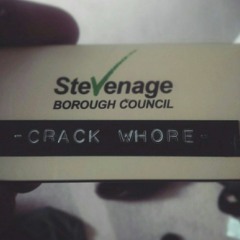 Stevenage
BOROUGH COUNCIL
-CRACK WHORE-